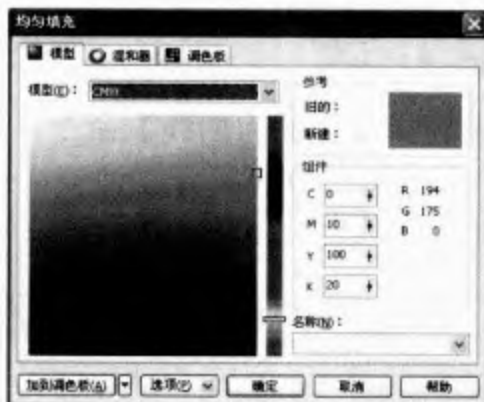 均匀填充
模型 混和器 调色板
模型(E): CMYK
参考
旧的:
新建:
组件
C 0 R 194
M 10 G 175
Y 100 B 0
K 20
名称(N):
加到调色板(A) 选项(P) 确定 取消 帮助